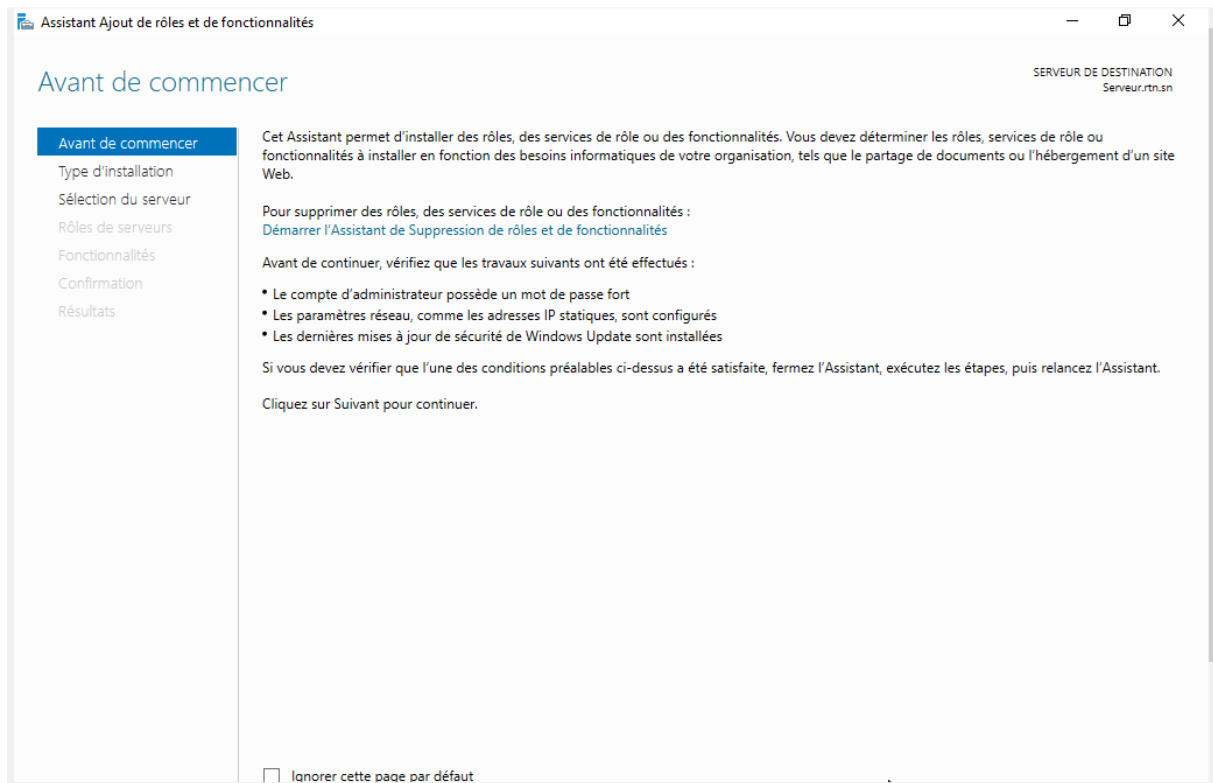 Assistant Ajout de rôles et de fonctionnalités
Avant de commencer
SERVEUR DE DESTINATION
Serveur.rtn.sn
Avant de commencer
Type d'installation
Sélection du serveur
Rôles de serveurs
Fonctionnalités
Confirmation
Résultats
Cet Assistant permet d'installer des rôles, des services de rôle ou des fonctionnalités. Vous devez déterminer les rôles, services de rôle ou
fonctionnalités à installer en fonction des besoins informatiques de votre organisation, tels que le partage de documents ou l'hébergement d'un site
Web.
Pour supprimer des rôles, des services de rôle ou des fonctionnalités :
Démarrer l'Assistant de Suppression de rôles et de fonctionnalités
Avant de continuer, vérifiez que les travaux suivants ont été effectués :
• Le compte d'administrateur possède un mot de passe fort
• Les paramètres réseau, comme les adresses IP statiques, sont configurés
• Les dernières mises à jour de sécurité de Windows Update sont installées
Si vous devez vérifier que l'une des conditions préalables ci-dessus a été satisfaite, fermez l'Assistant, exécutez les étapes, puis relancez l'Assistant.
Cliquez sur Suivant pour continuer.
Ignorer cette page par défaut